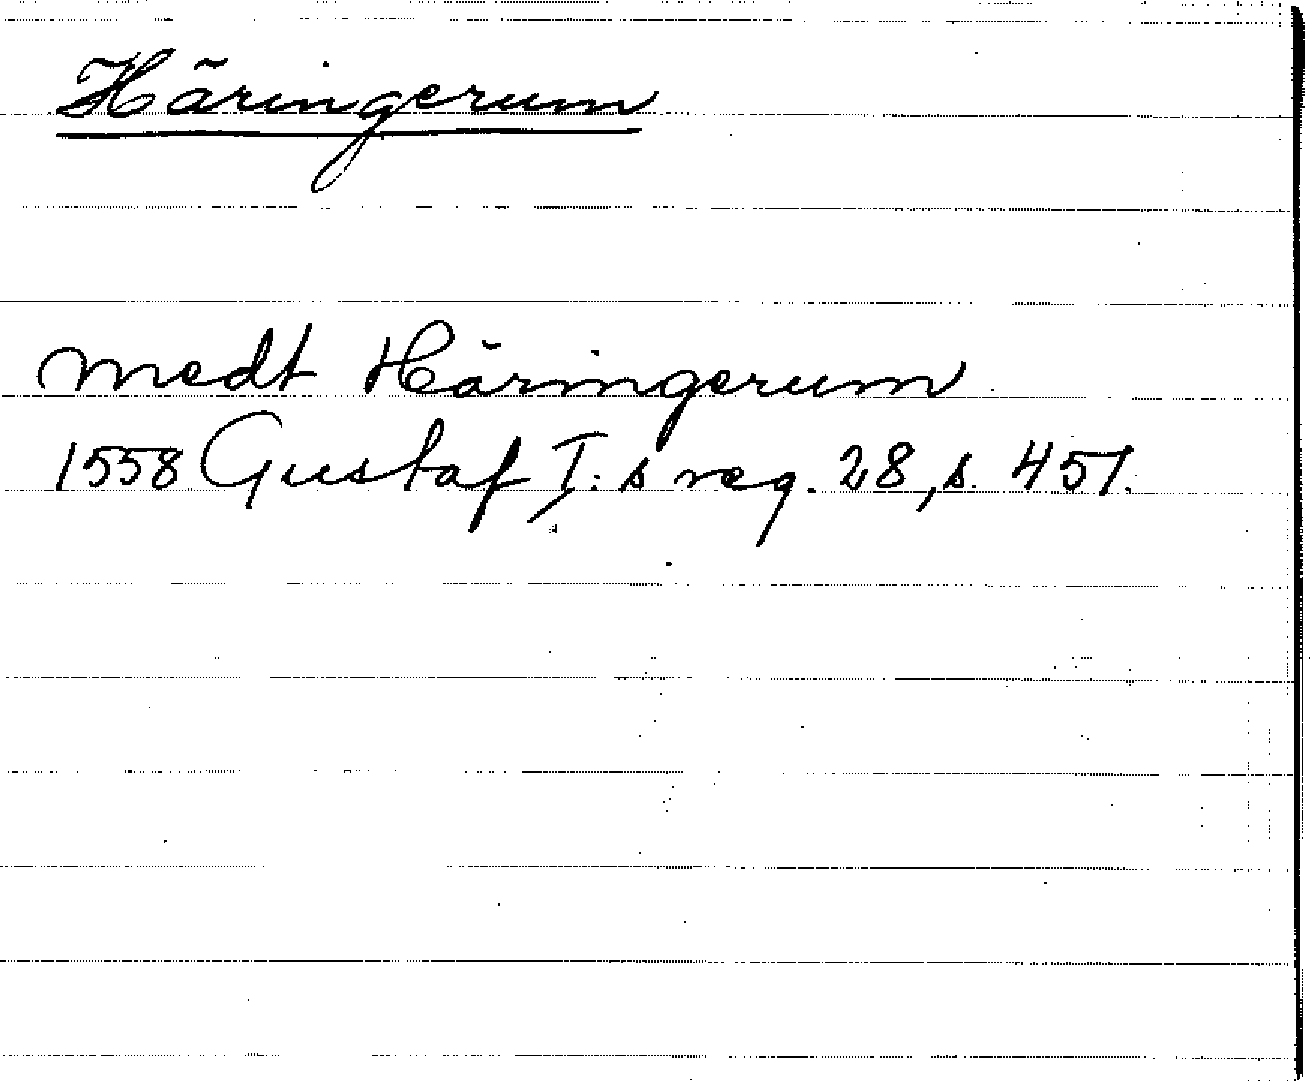 Häringerum
medt Häringerum
1558 Gustaf I:s reg. 28, s. 451.